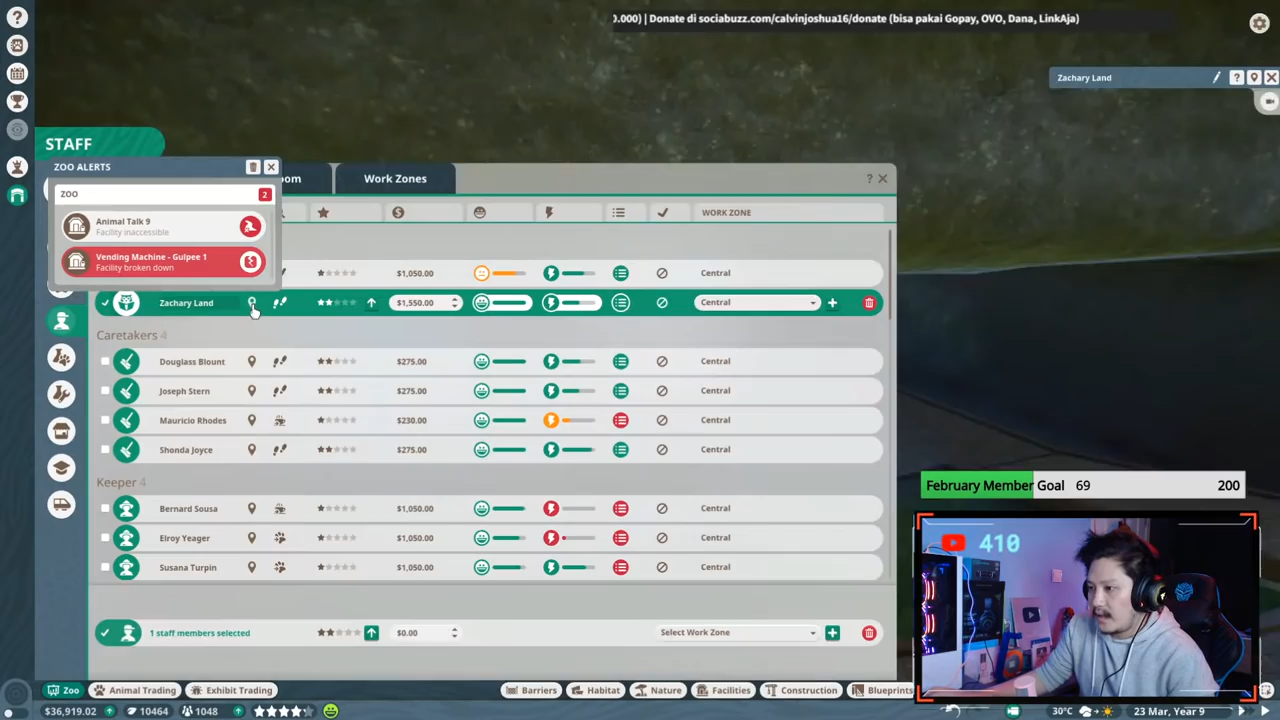 0.000) | Donate di sociabuzz.com/calvinjoshua16/donate (bisa pakai Gopay, OVO, Dana, LinkAja)
Zachary Land
STAFF
ZOO ALERTS
Work Zones
ZOO 2
WORK ZONE
Animal Talk 9
Facility inaccessible
Vending Machine - Gulpee 1
Facility broken down
$1,050.00 Central
Zachary Land $1,550.00 Central
Caretakers 4
Douglass Blount $275.00 Central
Joseph Stern $275.00 Central
Mauricio Rhodes $230.00 Central
Shonda Joyce $275.00 Central
Keeper 4
Bernard Sousa $1,050.00 Central
Elroy Yeager $1,050.00 Central
Susana Turpin $1,050.00 Central
1 staff members selected $0.00 Select Work Zone
February Member Goal 69 200
410
Zoo Animal Trading Exhibit Trading Barriers Habitat Nature Facilities Construction Blueprints
$36,919.02 10464 1048 30°C 23 Mar, Year 9